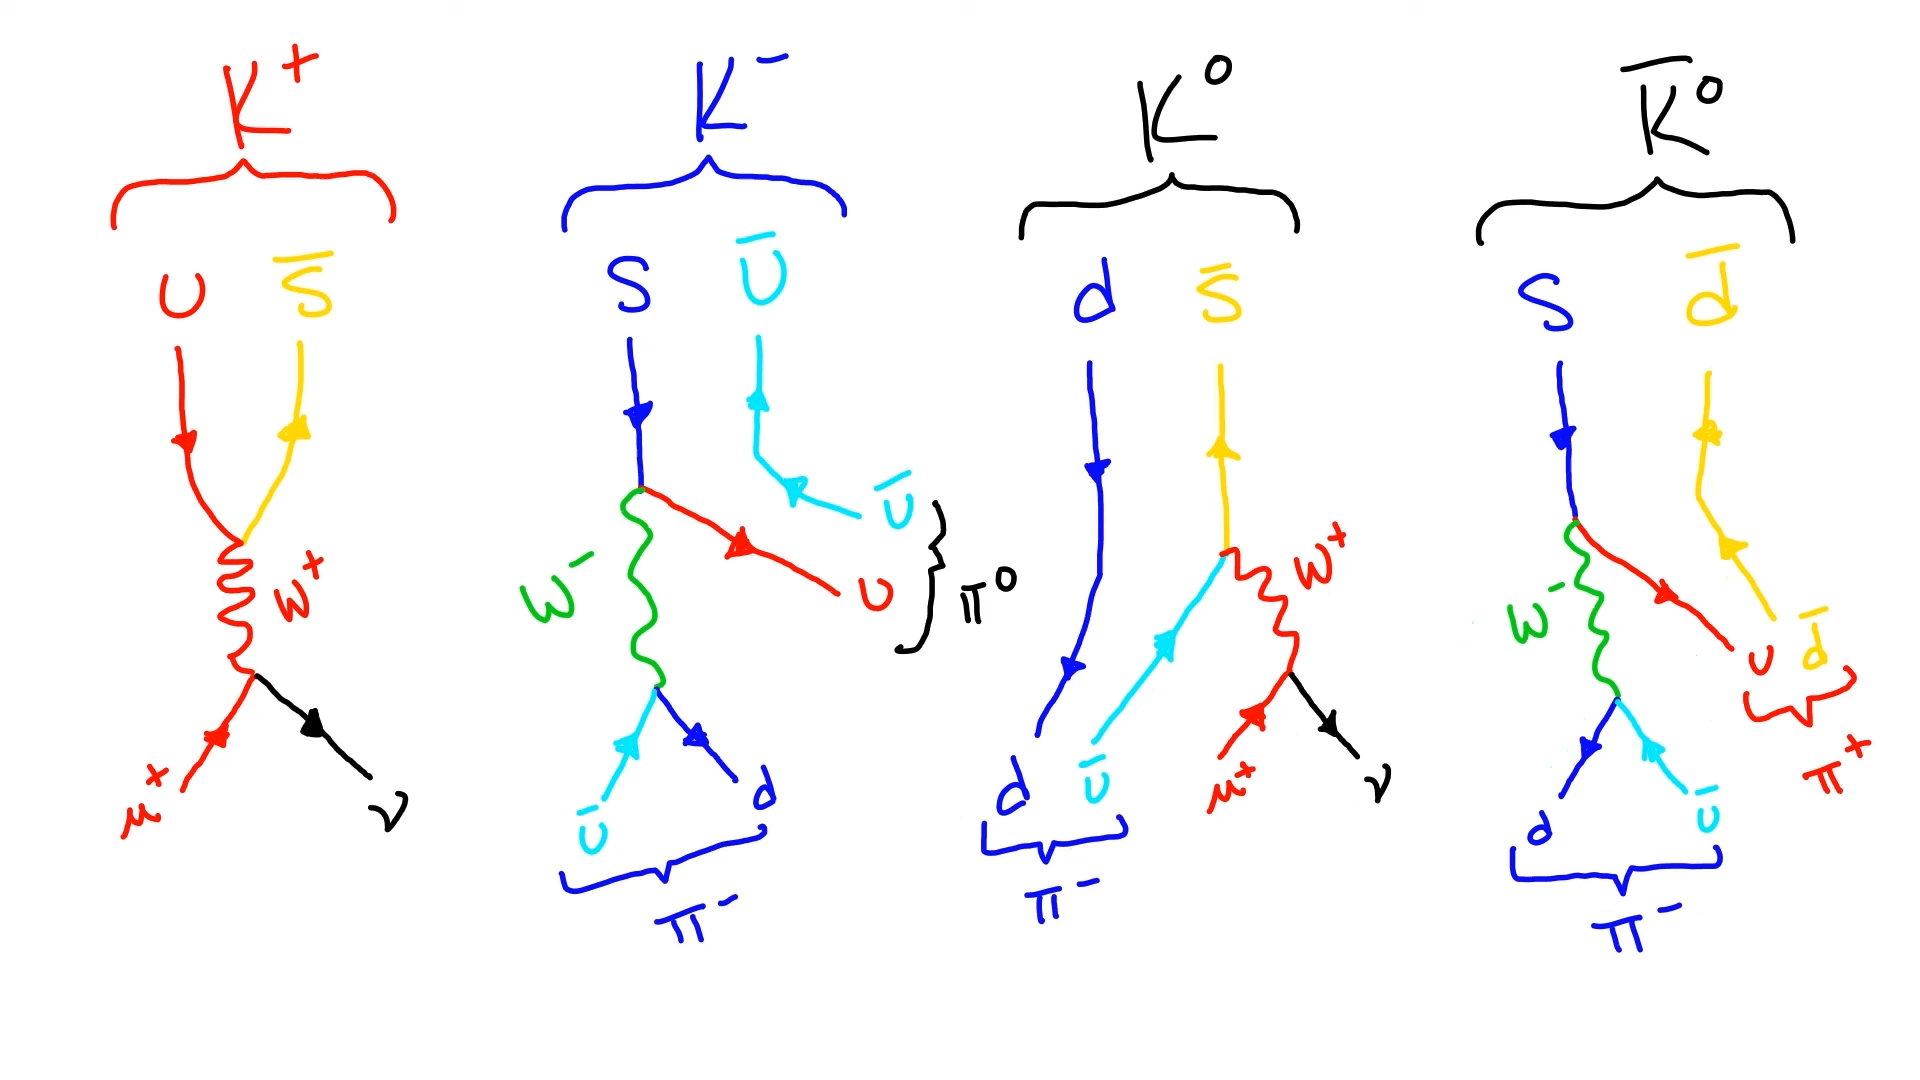 K⁺ K⁻ K⁰ K̅⁰
u s̅ s u̅ d s̅ s d̅
u̅
W⁺ W⁻ u π⁰ W⁺ W⁻ u d̅
μ⁺ ν u̅ d d u̅ μ⁺ ν d u̅ π⁺
π⁻ π⁻ π⁻